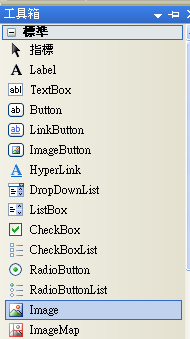 工具箱
標準
指標
Label
TextBox
Button
LinkButton
ImageButton
HyperLink
DropDownList
ListBox
CheckBox
CheckBoxList
RadioButton
RadioButtonList
Image
ImageMap